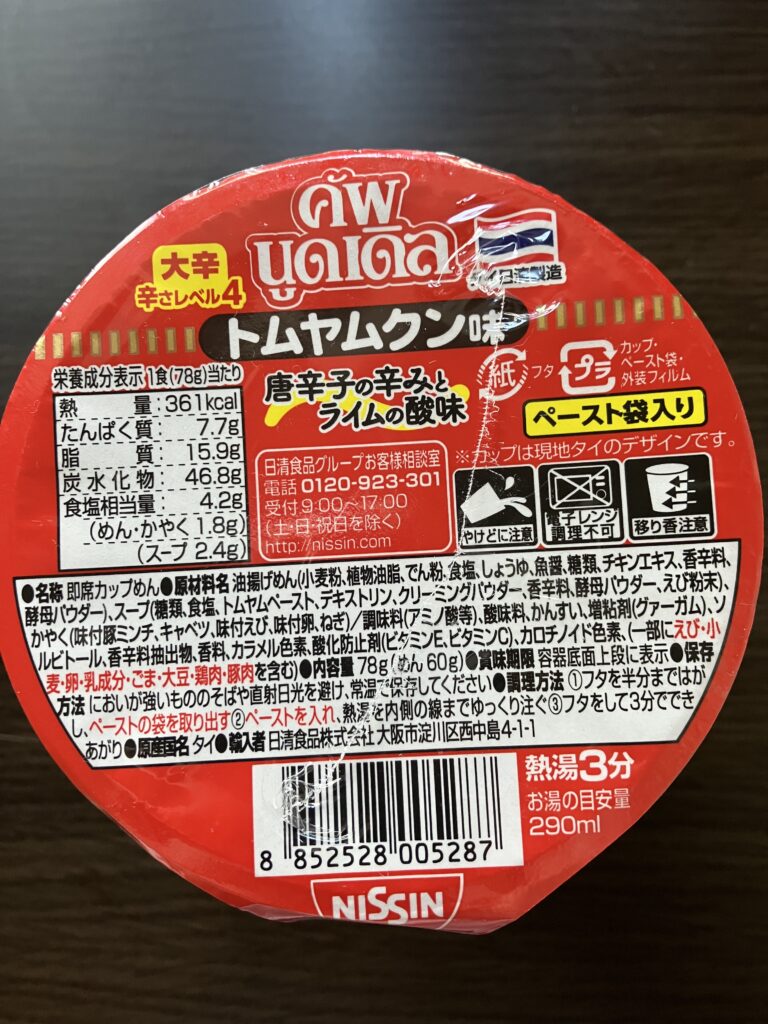 คัพ
นูดเดิล
大辛
辛さレベル4
日清製造
トムヤムクン味
栄養成分表示 1食(78g)当たり
熱量:361kcal
たんぱく質:7.7g
脂質:15.9g
炭水化物:46.8g
食塩相当量:4.2g
(めん・かやく 1.8g)
(スープ 2.4g)
唐辛子の辛みと
ライムの酸味
紙 フタ
プラ
カップ・
ペースト袋・
外装フィルム
ペースト袋入り
※カップは現地タイのデザインです。
日清食品グループお客様相談室
電話 0120-923-301
受付 9:00〜17:00
(土・日・祝日を除く)
http://nissin.com
やけどに注意
電子レンジ
調理不可
移り香注意
●名称 即席カップめん●原材料名 油揚げめん(小麦粉、植物油脂、でん粉、食塩、しょうゆ、魚醤、糖類、チキンエキス、香辛料、
酵母パウダー)、スープ(糖類、食塩、トムヤムペースト、デキストリン、クリーミングパウダー、香辛料、酵母パウダー、えび粉末)、
かやく(味付豚ミンチ、キャベツ、味付えび、味付卵、ねぎ)/調味料(アミノ酸等)、酸味料、かんすい、増粘剤(グァーガム)、ソ
ルビトール、香辛料抽出物、香料、カラメル色素、酸化防止剤(ビタミンE、ビタミンC)、カロチノイド色素、(一部にえび・小
麦・卵・乳成分・ごま・大豆・鶏肉・豚肉を含む)●内容量 78g(めん 60g)●賞味期限 容器底面上段に表示●保存
方法 においが強いもののそばや直射日光を避け、常温で保存してください●調理方法 ①フタを半分まではが
し、ペーストの袋を取り出す②ペーストを入れ、熱湯を内側の線までゆっくり注ぐ③フタをして3分ででき
あがり●原産国名 タイ●輸入者 日清食品株式会社 大阪市淀川区西中島4-1-1
熱湯3分
お湯の目安量
290ml
8 852528 005287
NISSIN